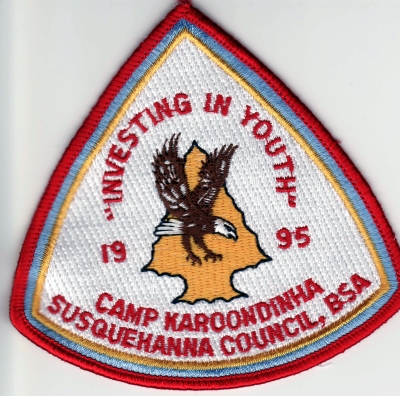 "INVESTING IN YOUTH"
19 95
CAMP KAROONDINHA
SUSQUEHANNA COUNCIL, BSA